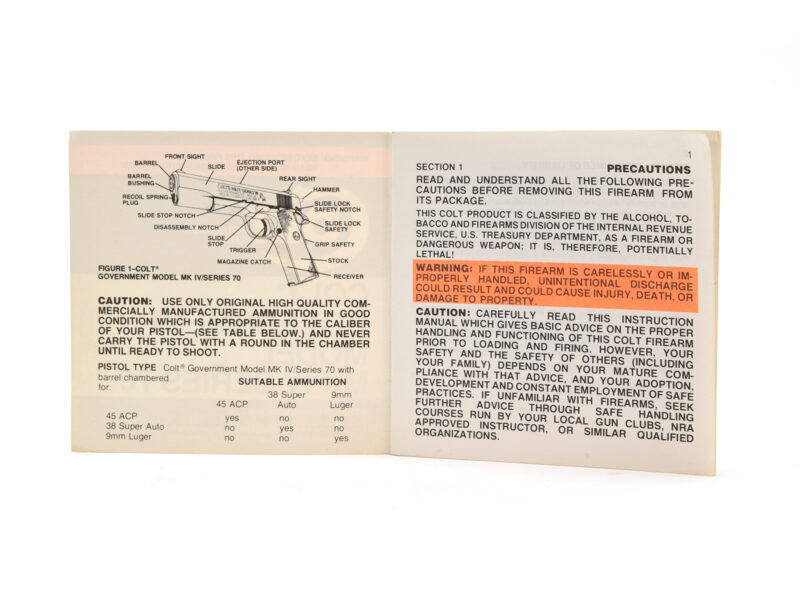 FRONT SIGHT
BARREL
SLIDE
EJECTION PORT
(OTHER SIDE)
BARREL
BUSHING
REAR SIGHT
HAMMER
RECOIL SPRING
PLUG
SLIDE LOCK
SAFETY NOTCH
SLIDE STOP NOTCH
DISASSEMBLY NOTCH
SLIDE LOCK
SAFETY
SLIDE
STOP
GRIP SAFETY
TRIGGER
MAGAZINE CATCH
STOCK
RECEIVER
FIGURE 1–COLT®
GOVERNMENT MODEL MK IV/SERIES 70
CAUTION: USE ONLY ORIGINAL HIGH QUALITY COM-
MERCIALLY MANUFACTURED AMMUNITION IN GOOD
CONDITION WHICH IS APPROPRIATE TO THE CALIBER
OF YOUR PISTOL—(SEE TABLE BELOW.) AND NEVER
CARRY THE PISTOL WITH A ROUND IN THE CHAMBER
UNTIL READY TO SHOOT.
PISTOL TYPE Colt® Government Model MK IV/Series 70 with
barrel chambered
for:
SUITABLE AMMUNITION
38 Super 9mm
45 ACP Auto Luger
45 ACP yes no no
38 Super Auto no yes no
9mm Luger no no yes
1
SECTION 1 PRECAUTIONS
READ AND UNDERSTAND ALL THE FOLLOWING PRE-
CAUTIONS BEFORE REMOVING THIS FIREARM FROM
ITS PACKAGE.
THIS COLT PRODUCT IS CLASSIFIED BY THE ALCOHOL, TO-
BACCO AND FIREARMS DIVISION OF THE INTERNAL REVENUE
SERVICE, U.S. TREASURY DEPARTMENT, AS A FIREARM OR
DANGEROUS WEAPON; IT IS, THEREFORE, POTENTIALLY
LETHAL!
WARNING: IF THIS FIREARM IS CARELESSLY OR IM-
PROPERLY HANDLED, UNINTENTIONAL DISCHARGE
COULD RESULT AND COULD CAUSE INJURY, DEATH, OR
DAMAGE TO PROPERTY.
CAUTION: CAREFULLY READ THIS INSTRUCTION
MANUAL WHICH GIVES BASIC ADVICE ON THE PROPER
HANDLING AND FUNCTIONING OF THIS COLT FIREARM
PRIOR TO LOADING AND FIRING. HOWEVER, YOUR
SAFETY AND THE SAFETY OF OTHERS (INCLUDING
YOUR FAMILY) DEPENDS ON YOUR MATURE COM-
PLIANCE WITH THAT ADVICE, AND YOUR ADOPTION,
DEVELOPMENT AND CONSTANT EMPLOYMENT OF SAFE
PRACTICES. IF UNFAMILIAR WITH FIREARMS, SEEK
FURTHER ADVICE THROUGH SAFE HANDLING
COURSES RUN BY YOUR LOCAL GUN CLUBS, NRA
APPROVED INSTRUCTOR, OR SIMILAR QUALIFIED
ORGANIZATIONS.